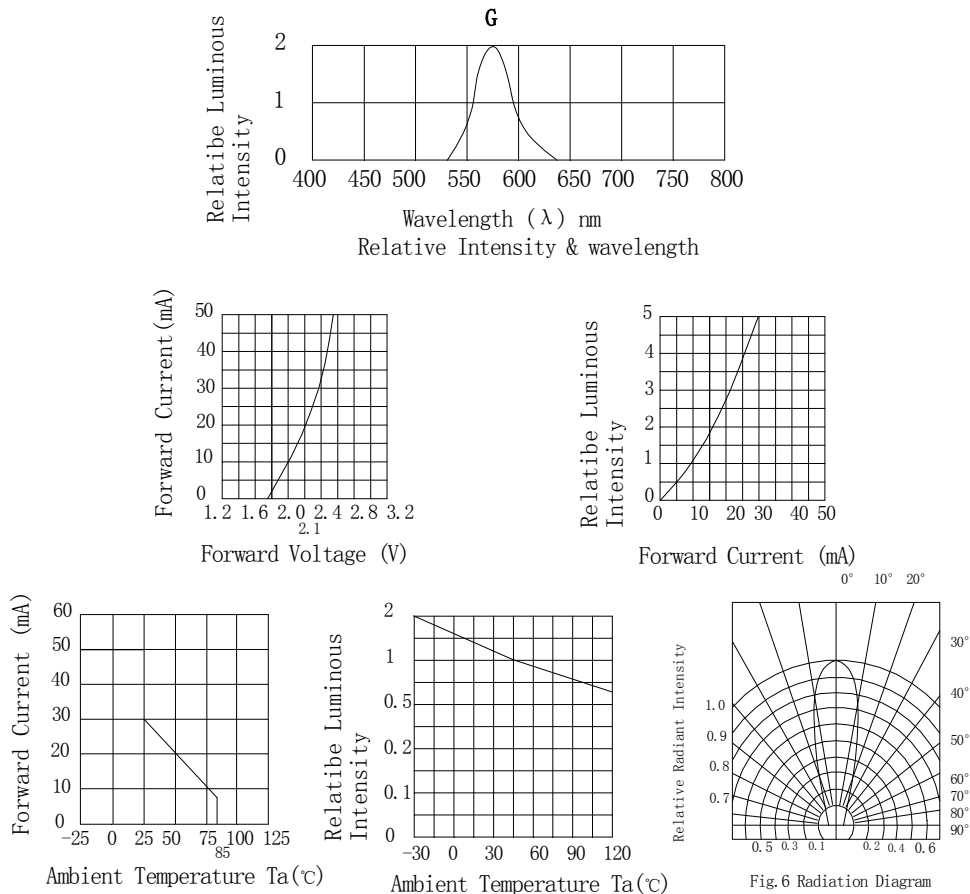 G
Relatibe Luminous
Intensity
2
1
0
400 450 500 550 600 650 700 750 800
Wavelength (λ) nm
Relative Intensity & wavelength
Forward Current(mA)
50
40
30
20
10
0
1.2 1.6 2.0 2.4 2.8 3.2
2.1
Forward Voltage (V)
Relatibe Luminous
Intensity
5
4
3
2
1
0
0 10 20 30 40 50
Forward Current (mA)
Forward Current (mA)
60
50
40
30
20
10
0
-25 0 25 50 75 100 125
85
Ambient Temperature Ta(℃)
Relatibe Luminous
Intensity
2
1
0.5
0.2
0.1
0
-30 0 30 60 90 120
Ambient Temperature Ta(℃)
0° 10° 20°
30°
40°
50°
60°
70°
80°
90°
Relative Radiant Intensity
1.0
0.9
0.8
0.7
0.5 0.3 0.1 0.2 0.4 0.6
Fig.6 Radiation Diagram